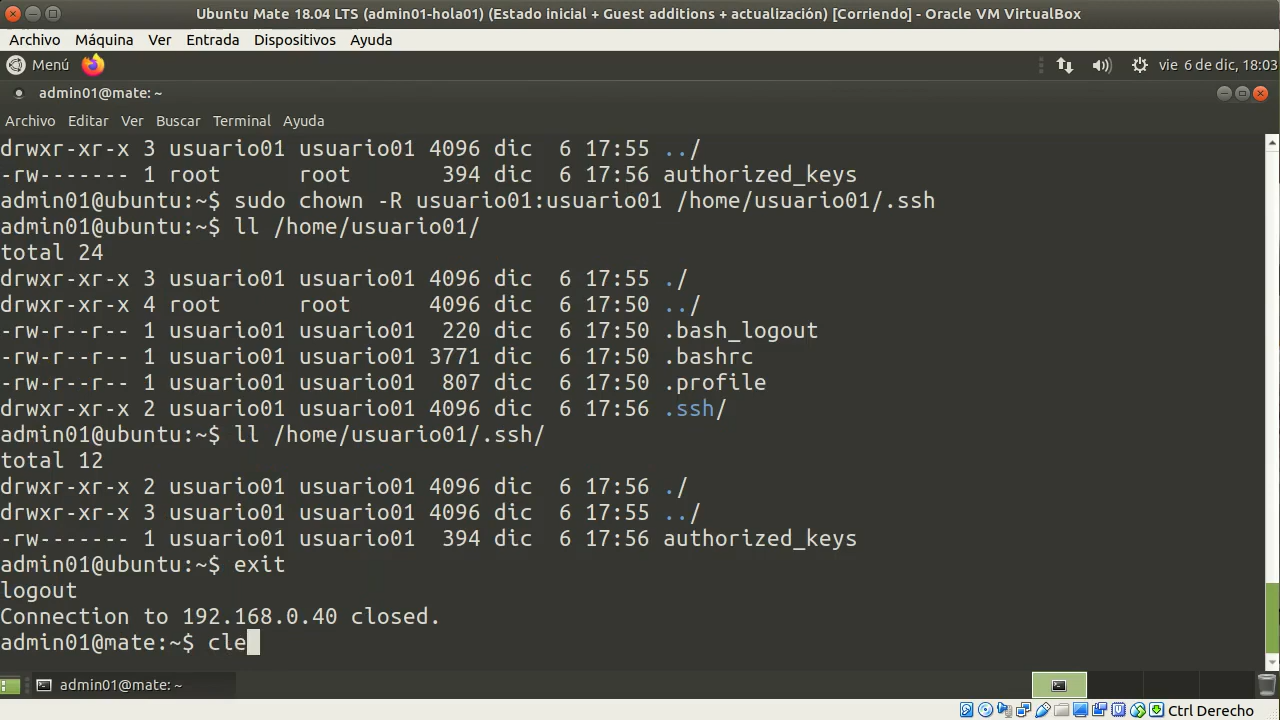 Ubuntu Mate 18.04 LTS (admin01-hola01) (Estado inicial + Guest additions + actualización) [Corriendo] - Oracle VM VirtualBox
Archivo Máquina Ver Entrada Dispositivos Ayuda
Menú vie 6 de dic, 18:03
admin01@mate: ~
Archivo Editar Ver Buscar Terminal Ayuda
drwxr-xr-x 3 usuario01 usuario01 4096 dic  6 17:55 ../
-rw------- 1 root      root       394 dic  6 17:56 authorized_keys
admin01@ubuntu:~$ sudo chown -R usuario01:usuario01 /home/usuario01/.ssh
admin01@ubuntu:~$ ll /home/usuario01/
total 24
drwxr-xr-x 3 usuario01 usuario01 4096 dic  6 17:55 ./
drwxr-xr-x 4 root      root      4096 dic  6 17:50 ../
-rw-r--r-- 1 usuario01 usuario01  220 dic  6 17:50 .bash_logout
-rw-r--r-- 1 usuario01 usuario01 3771 dic  6 17:50 .bashrc
-rw-r--r-- 1 usuario01 usuario01  807 dic  6 17:50 .profile
drwxr-xr-x 2 usuario01 usuario01 4096 dic  6 17:56 .ssh/
admin01@ubuntu:~$ ll /home/usuario01/.ssh/
total 12
drwxr-xr-x 2 usuario01 usuario01 4096 dic  6 17:56 ./
drwxr-xr-x 3 usuario01 usuario01 4096 dic  6 17:55 ../
-rw------- 1 usuario01 usuario01  394 dic  6 17:56 authorized_keys
admin01@ubuntu:~$ exit
logout
Connection to 192.168.0.40 closed.
admin01@mate:~$ cle
admin01@mate: ~
Ctrl Derecho